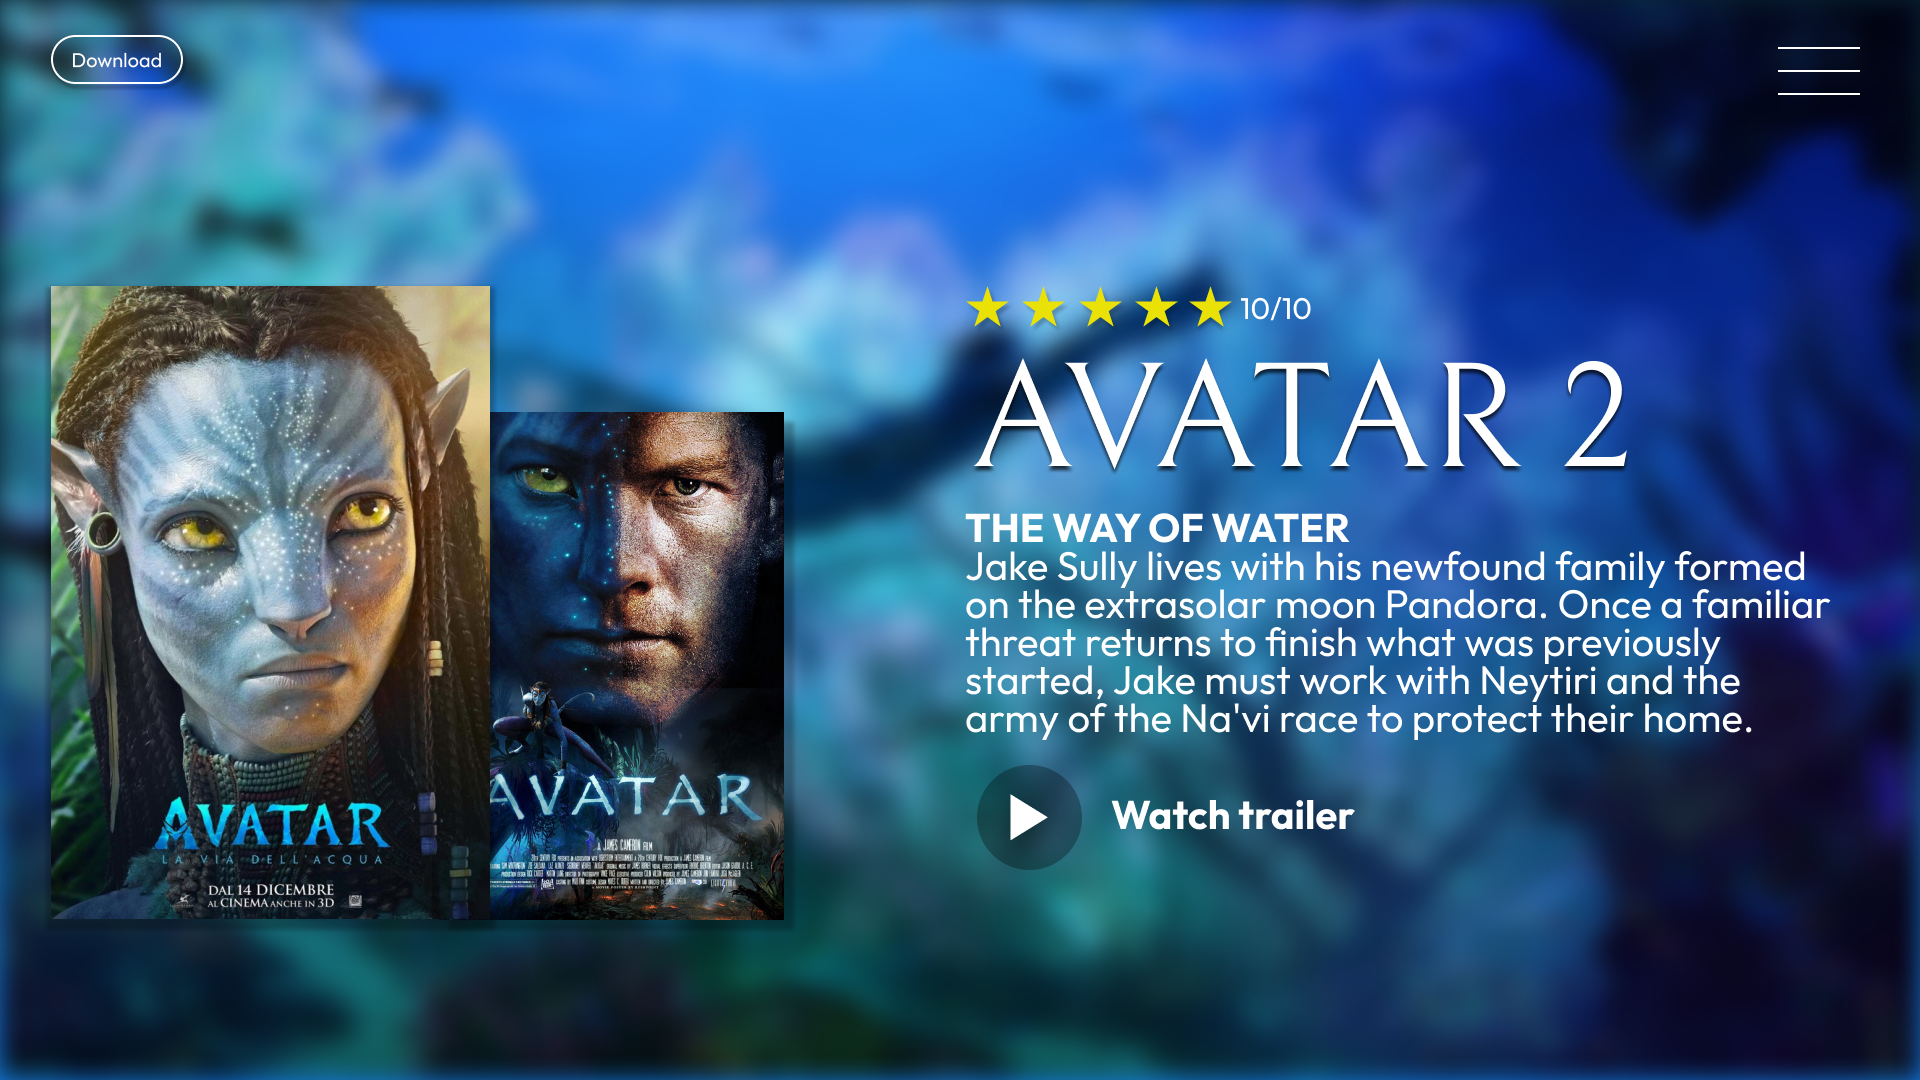 Download
10/10
AVATAR 2
THE WAY OF WATER
Jake Sully lives with his newfound family formed
on the extrasolar moon Pandora. Once a familiar
threat returns to finish what was previously
started, Jake must work with Neytiri and the
army of the Na'vi race to protect their home.
Watch trailer
AVATAR
LA VIA DELL'ACQUA
DAL 14 DICEMBRE
AL CINEMA ANCHE IN 3D
AVATAR
A JAMES CAMERON FILM